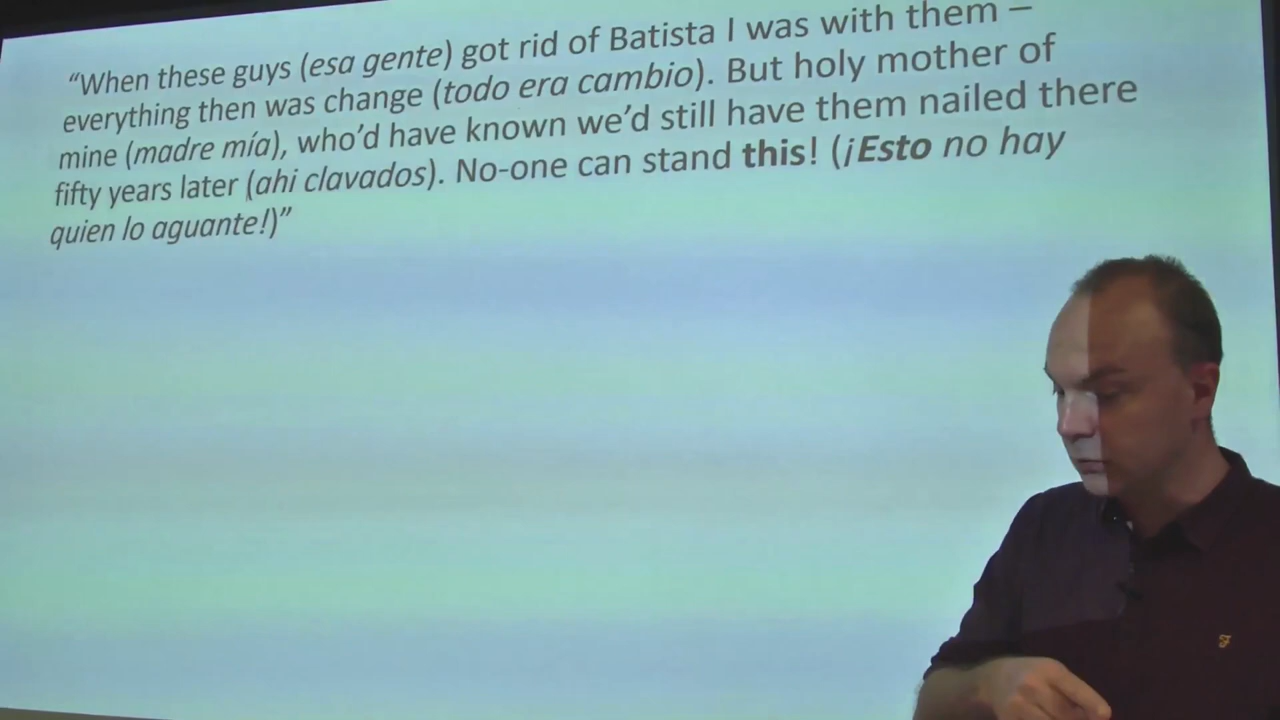 “When these guys (esa gente) got rid of Batista I was with them –
everything then was change (todo era cambio). But holy mother of
mine (madre mía), who’d have known we’d still have them nailed there
fifty years later (ahi clavados). No-one can stand this! (¡Esto no hay
quien lo aguante!)”